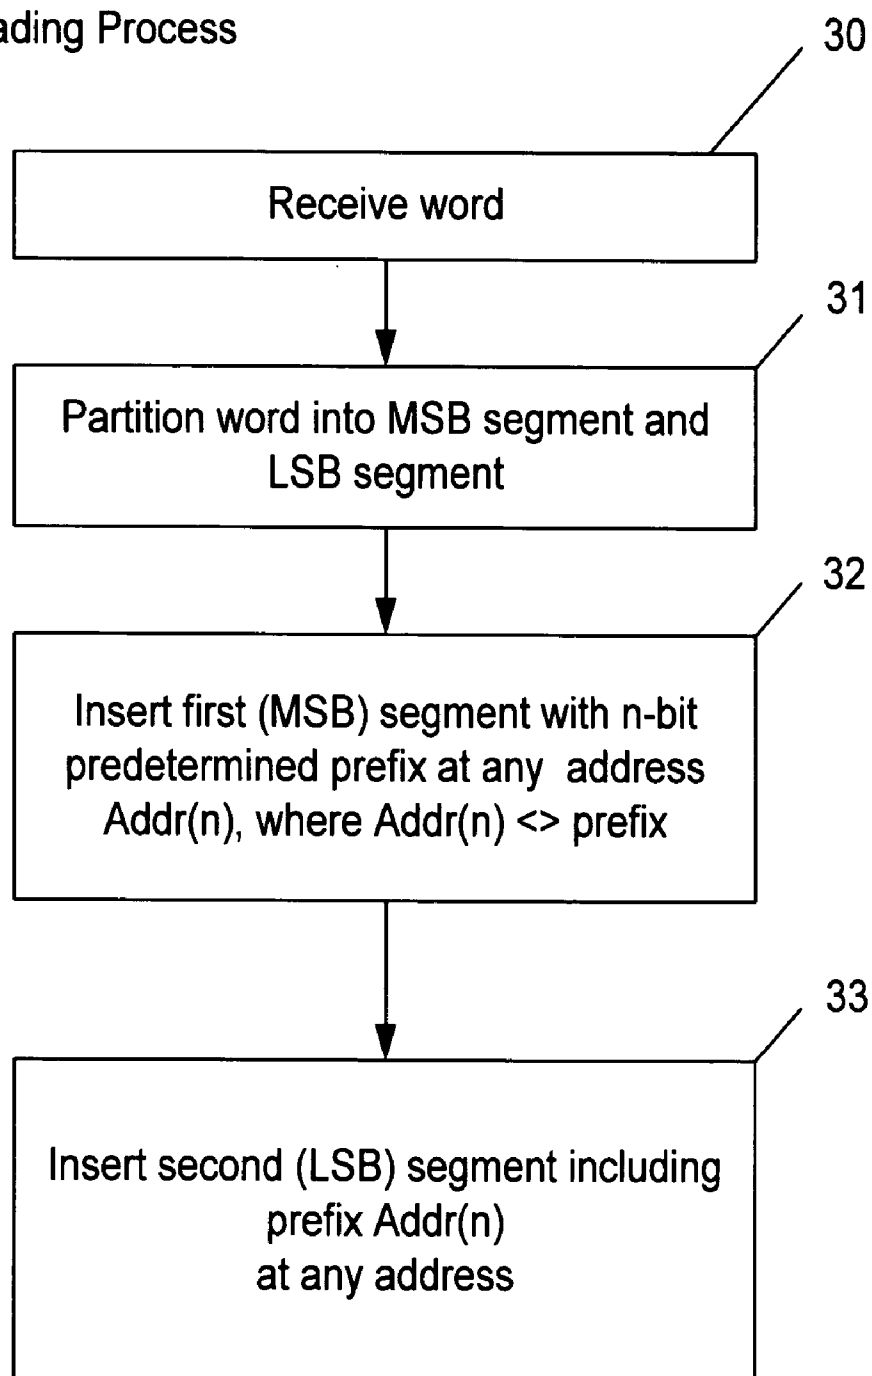 ading Process
30
Receive word
31
Partition word into MSB segment and
LSB segment
32
Insert first (MSB) segment with n-bit
predetermined prefix at any address
Addr(n), where Addr(n) <> prefix
33
Insert second (LSB) segment including
prefix Addr(n)
at any address